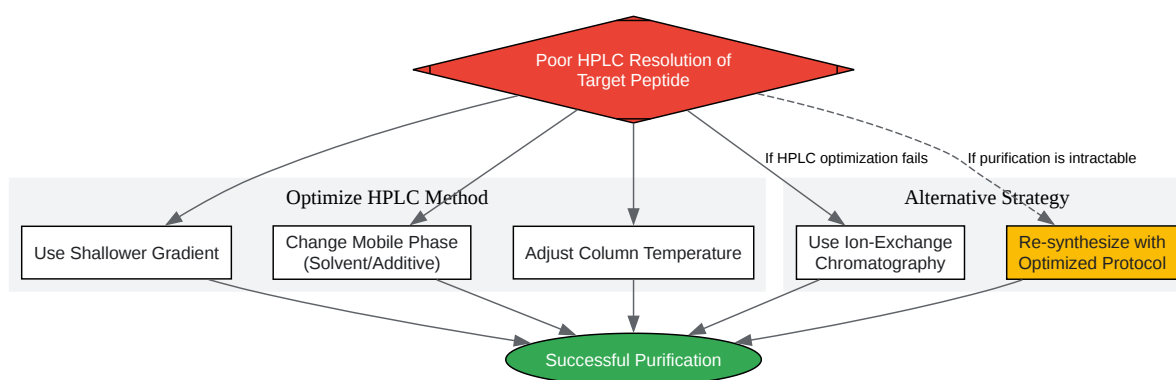 Poor HPLC Resolution of
Target Peptide
If HPLC optimization fails
If purification is intractable
Optimize HPLC Method
Alternative Strategy
Use Shallower Gradient
Change Mobile Phase
(Solvent/Additive)
Adjust Column Temperature
Use Ion-Exchange
Chromatography
Re-synthesize with
Optimized Protocol
Successful Purification